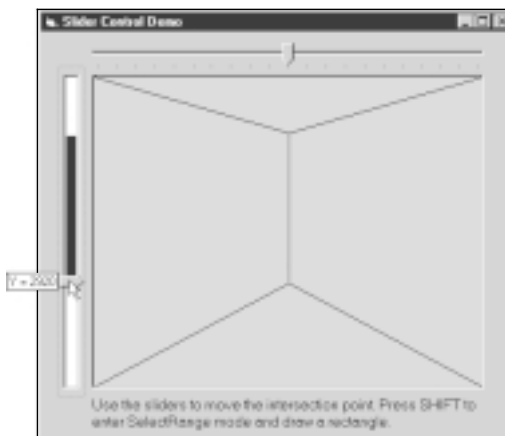 Slider Control Demo
Y = 2920
Use the sliders to move the intersection point. Press SHIFT to
enter SelectRange mode and draw a rectangle.